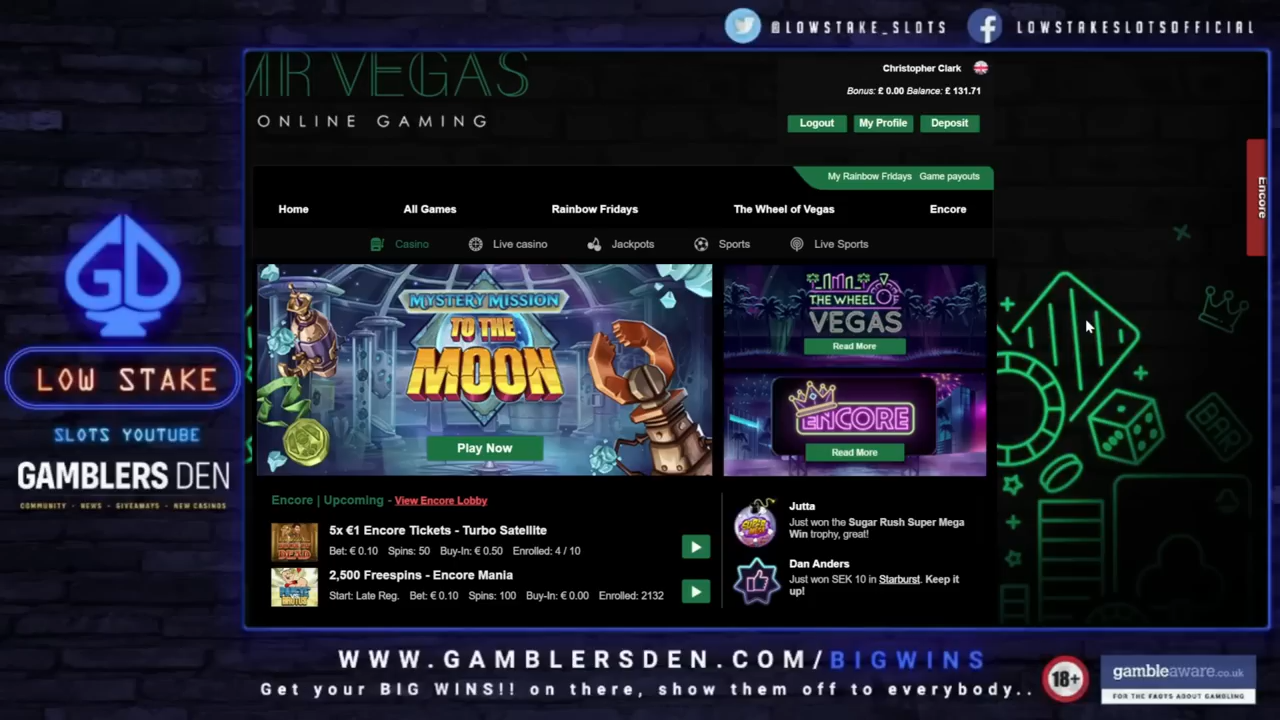 @LOWSTAKE_SLOTS
LOWSTAKESLOTSOFFICIAL
MR VEGAS
ONLINE GAMING
Christopher Clark
Bonus: £ 0.00 Balance: £ 131.71
Logout
My Profile
Deposit
Encore
My Rainbow Fridays
Game payouts
Home
All Games
Rainbow Fridays
The Wheel of Vegas
Encore
Casino
Live casino
Jackpots
Sports
Live Sports
MYSTERY MISSION
TO THE
MOON
Play Now
THE WHEEL OF
VEGAS
Read More
ENCORE
Read More
BAR
GD
LOW STAKE
SLOTS YOUTUBE
GAMBLERS DEN
COMMUNITY - NEWS - GIVEAWAYS - NEW CASINOS
Encore | Upcoming - View Encore Lobby
5x €1 Encore Tickets - Turbo Satellite
Bet: € 0.10 Spins: 50 Buy-In: € 0.50 Enrolled: 4 / 10
2,500 Freespins - Encore Mania
Start: Late Reg. Bet: € 0.10 Spins: 100 Buy-In: € 0.00 Enrolled: 2132
Jutta
Just won the Sugar Rush Super Mega
Win trophy, great!
Dan Anders
Just won SEK 10 in Starburst. Keep it
up!
WWW.GAMBLERSDEN.COM/BIGWINS
Get your BIG WINS!! on there, show them off to everybody..
18+
gambleaware.co.uk
FOR THE FACTS ABOUT GAMBLING